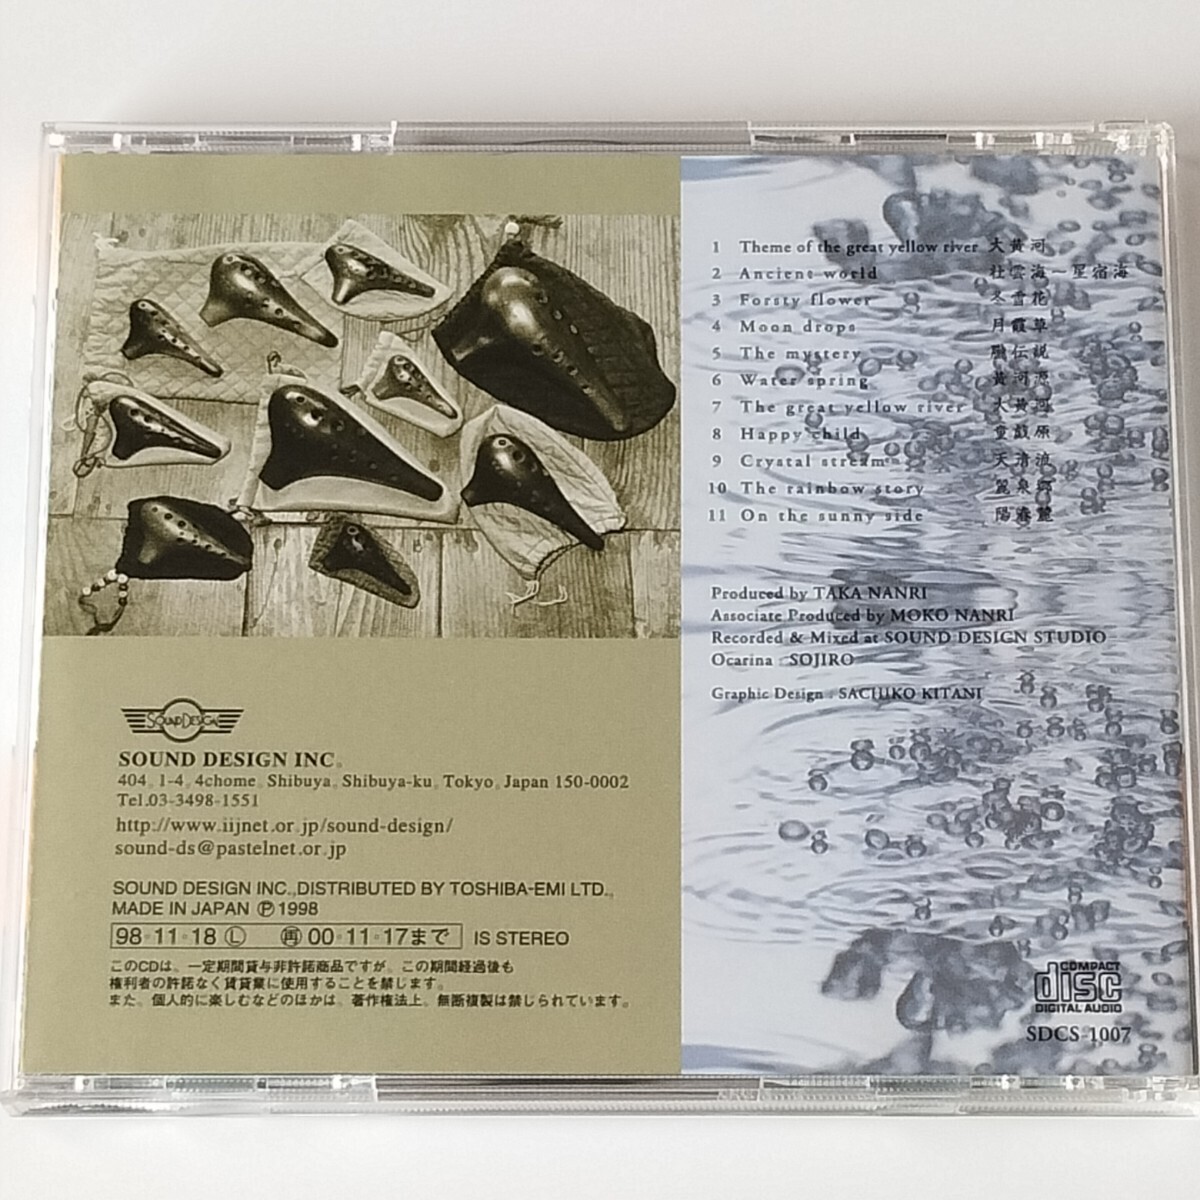 1 Theme of the great yellow river 大黄河
2 Ancient world 壮雲海～星宿海
3 Forsty flower 冬雪花
4 Moon drops 月霞草
5 The mystery 伝説
6 Water spring 黄河源
7 The great yellow river 大黄河
8 Happy child 童戯原
9 Crystal stream 天清流
10 The rainbow story 麗泉郷
11 On the sunny side 陽春麓
Produced by TAKA NANRI
Associate Produced by MOKO NANRI
Recorded & Mixed at SOUND DESIGN STUDIO
Ocarina : SOJIRO
Graphic Design : SACHIKO KITANI
SOUND DESIGN
SOUND DESIGN INC.
404, 1-4, 4chome, Shibuya, Shibuya-ku, Tokyo, Japan 150-0002
Tel.03-3498-1551
http://www.iijnet.or.jp/sound-design/
sound-ds@pastelnet.or.jp
SOUND DESIGN INC.,DISTRIBUTED BY TOSHIBA-EMI LTD.,
MADE IN JAPAN Ⓟ1998
98・11・18 Ⓛ ㊢ 00・11・17まで IS STEREO
このCDは、一定期間貸与非許諾商品ですが、この期間経過後も
権利者の許諾なく賃貸業に使用することを禁じます。
また、個人的に楽しむなどのほかは、著作権法上、無断複製は禁じられています。
COMPACT
disc
DIGITAL AUDIO
SDCS-1007